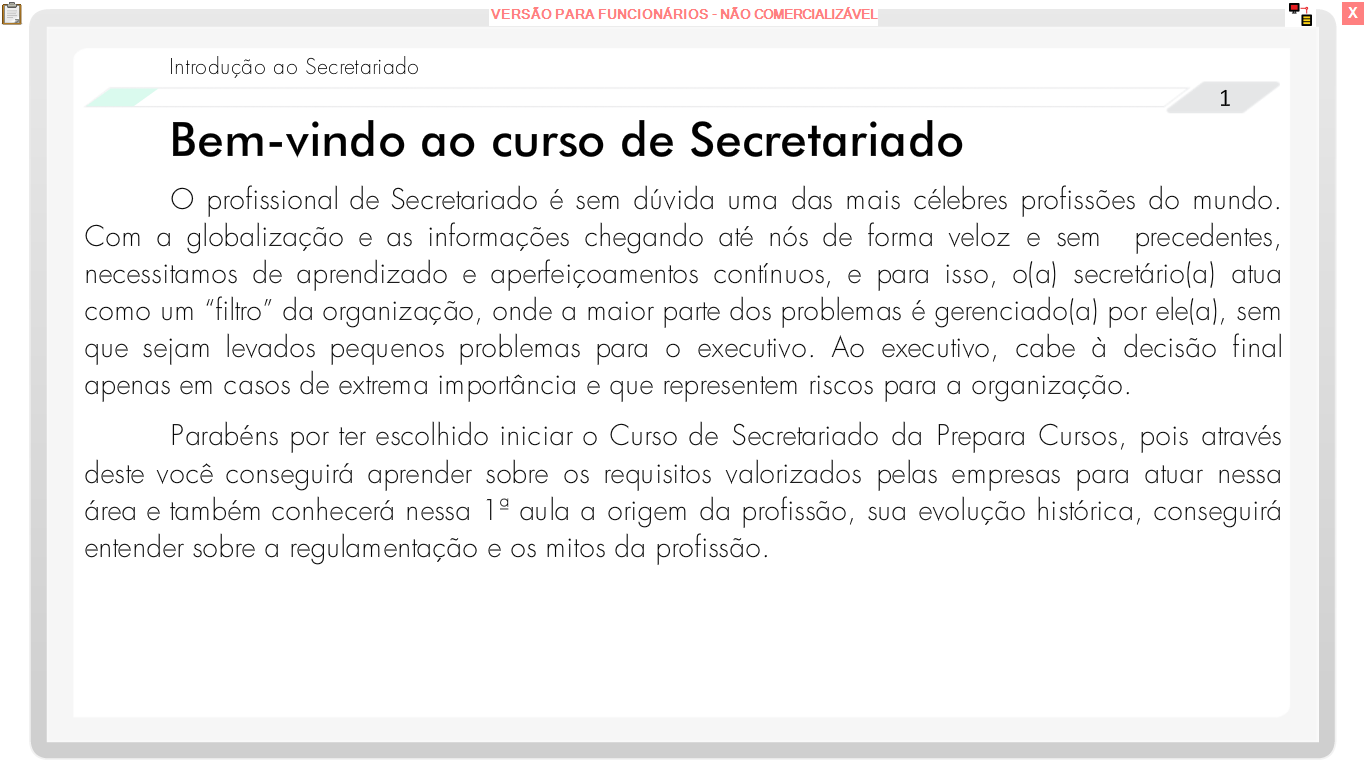 VERSÃO PARA FUNCIONÁRIOS - NÃO COMERCIALIZÁVEL
X
Introdução ao Secretariado
1
Bem-vindo ao curso de Secretariado
O profissional de Secretariado é sem dúvida uma das mais célebres profissões do mundo.
Com a globalização e as informações chegando até nós de forma veloz e sem precedentes,
necessitamos de aprendizado e aperfeiçoamentos contínuos, e para isso, o(a) secretário(a) atua
como um “filtro” da organização, onde a maior parte dos problemas é gerenciado(a) por ele(a), sem
que sejam levados pequenos problemas para o executivo. Ao executivo, cabe à decisão final
apenas em casos de extrema importância e que representem riscos para a organização.
Parabéns por ter escolhido iniciar o Curso de Secretariado da Prepara Cursos, pois através
deste você conseguirá aprender sobre os requisitos valorizados pelas empresas para atuar nessa
área e também conhecerá nessa 1ª aula a origem da profissão, sua evolução histórica, conseguirá
entender sobre a regulamentação e os mitos da profissão.